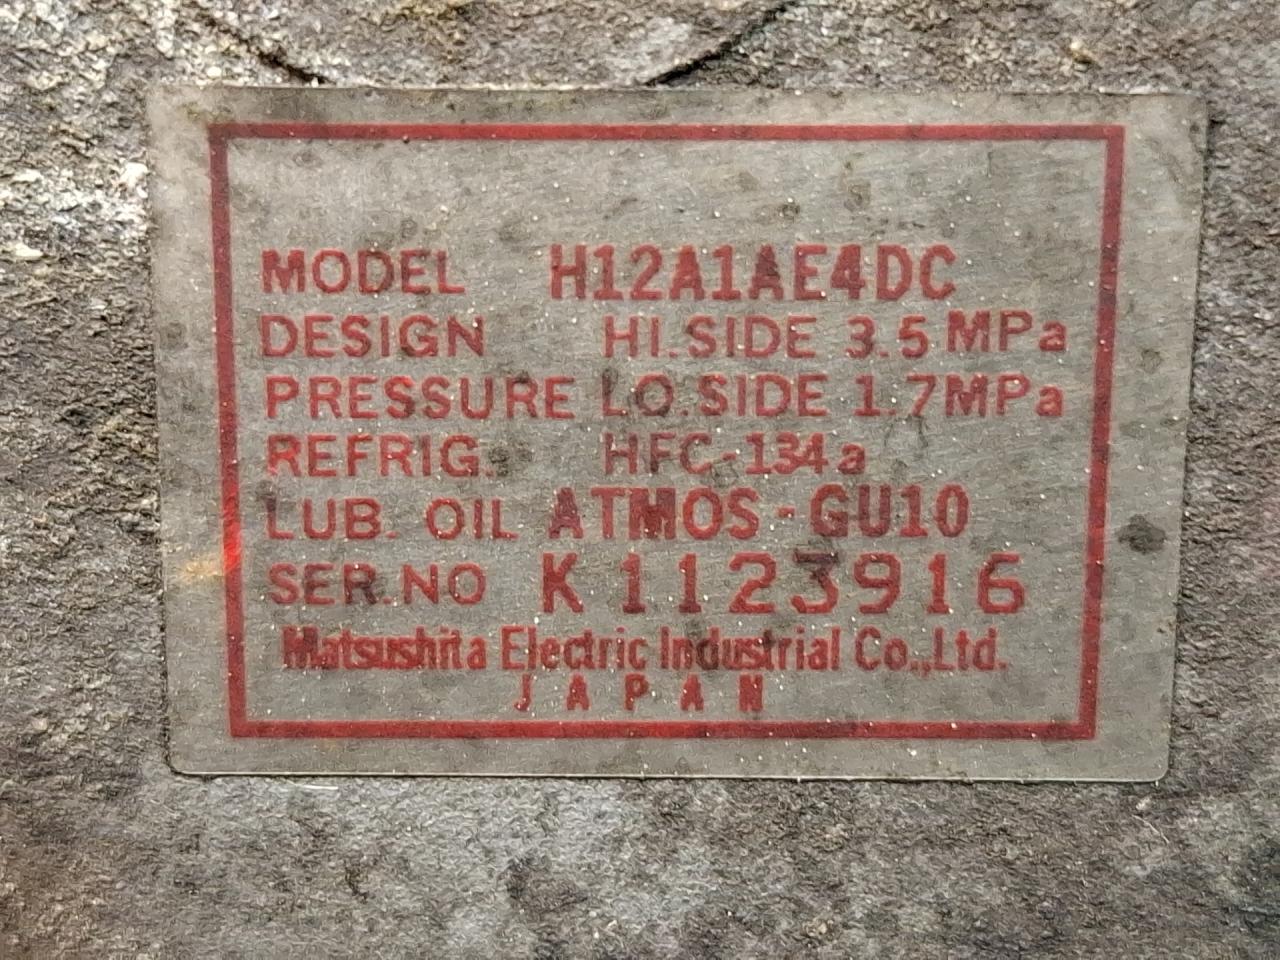 MODEL H12A1AE4DC
DESIGN HI.SIDE 3.5 MPa
PRESSURE LO.SIDE 1.7MPa
REFRIG. HFC-134a
LUB. OIL ATMOS-GU10
SER.NO K1123916
Matsushita Electric Industrial Co.,Ltd.
JAPAN